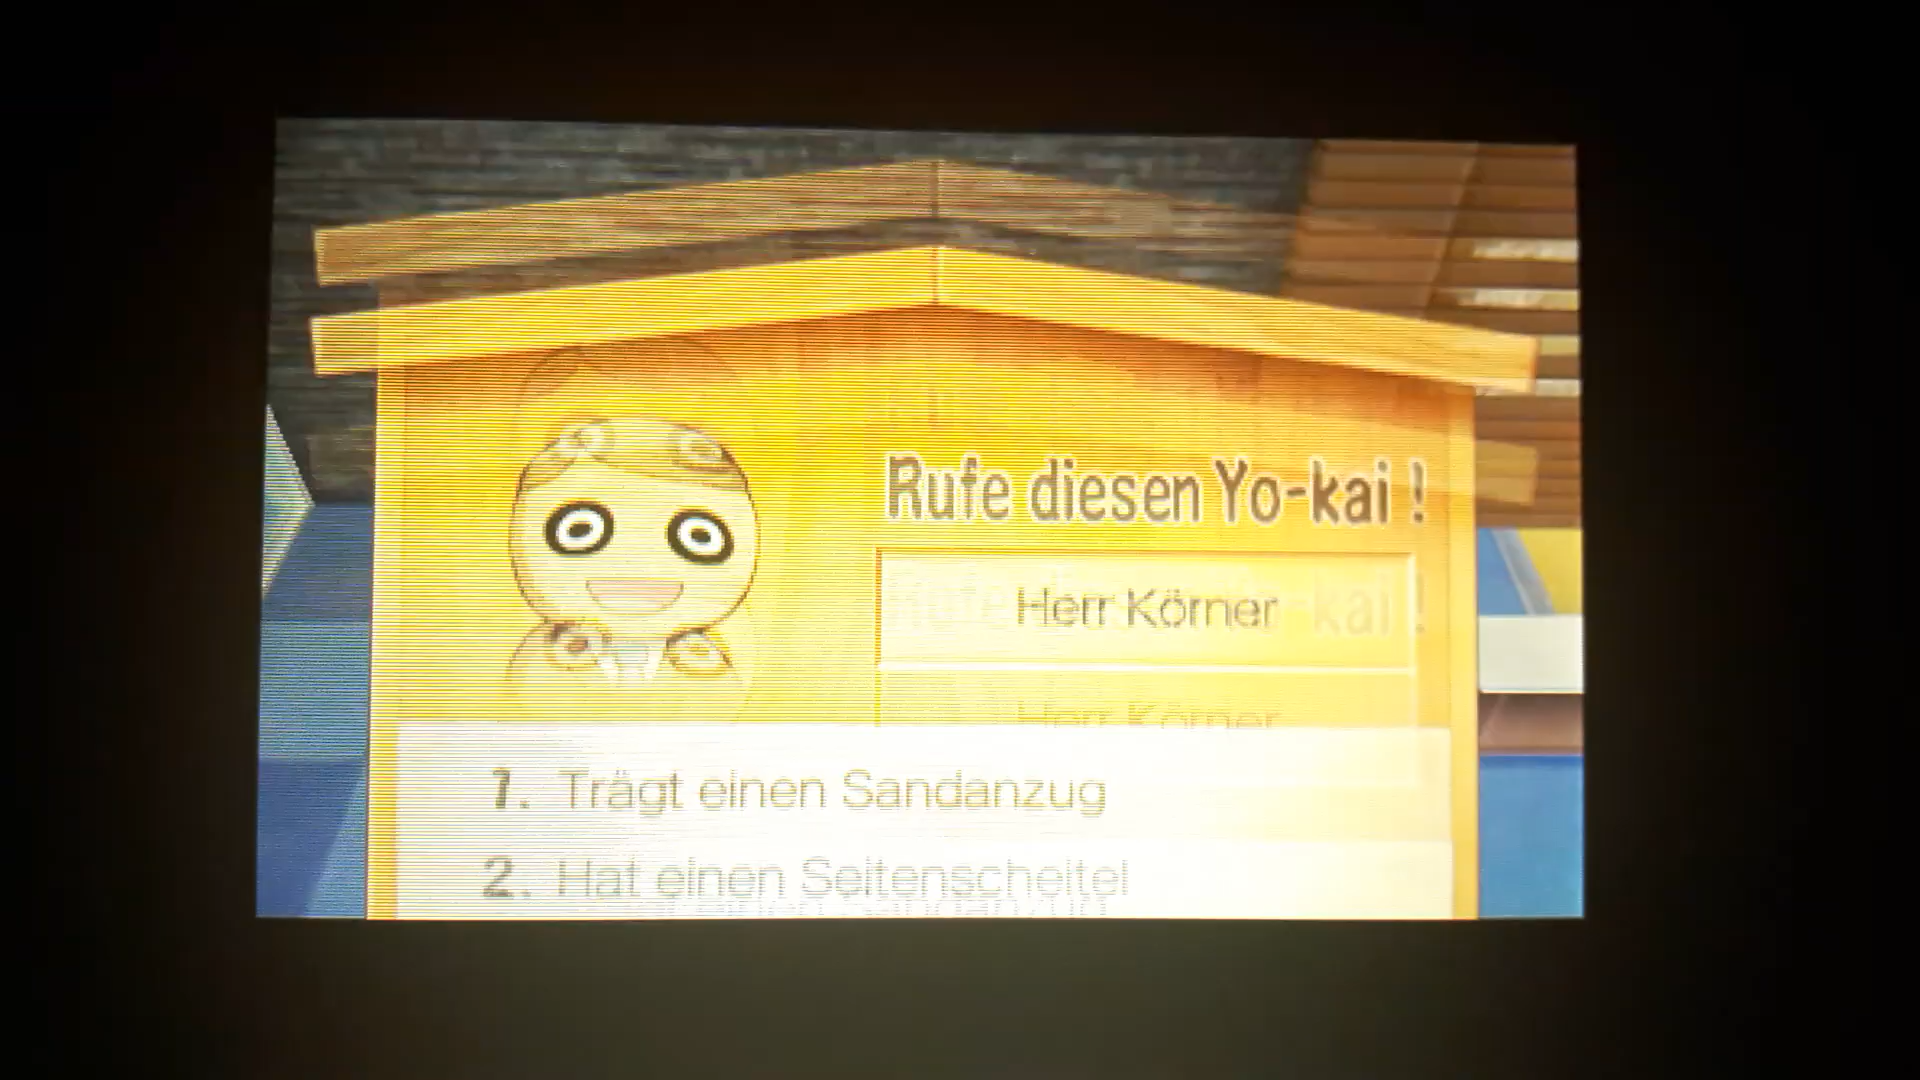 Rufe diesen Yo-kai !
Herr Körner
1. Trägt einen Sandanzug
2. Hat einen Seitenscheitel